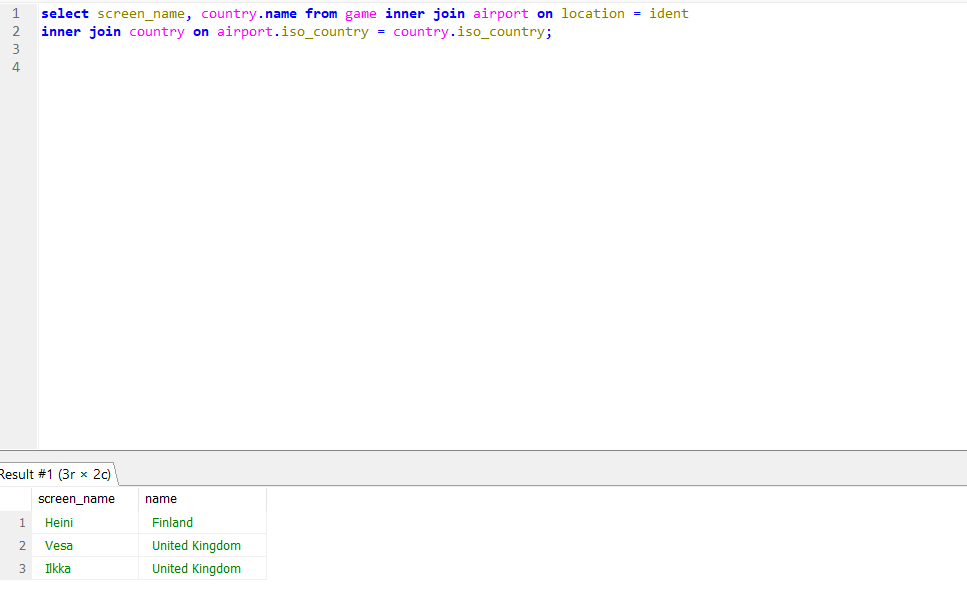 1 select screen_name, country.name from game inner join airport on location = ident
2 inner join country on airport.iso_country = country.iso_country;
3
4
Result #1 (3r × 2c)
screen_name name
1 Heini Finland
2 Vesa United Kingdom
3 Ilkka United Kingdom